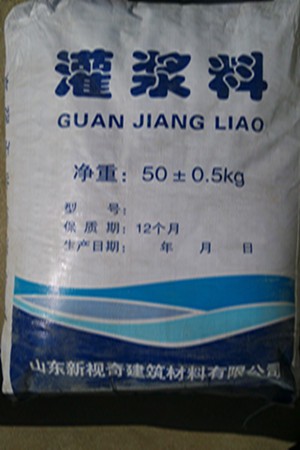 灌浆料
GUAN JIANG LIAO
净重：50±0.5kg
型　号：
保 质 期：12个月
生产日期：　年　月　日
山东新视奇建筑材料有限公司